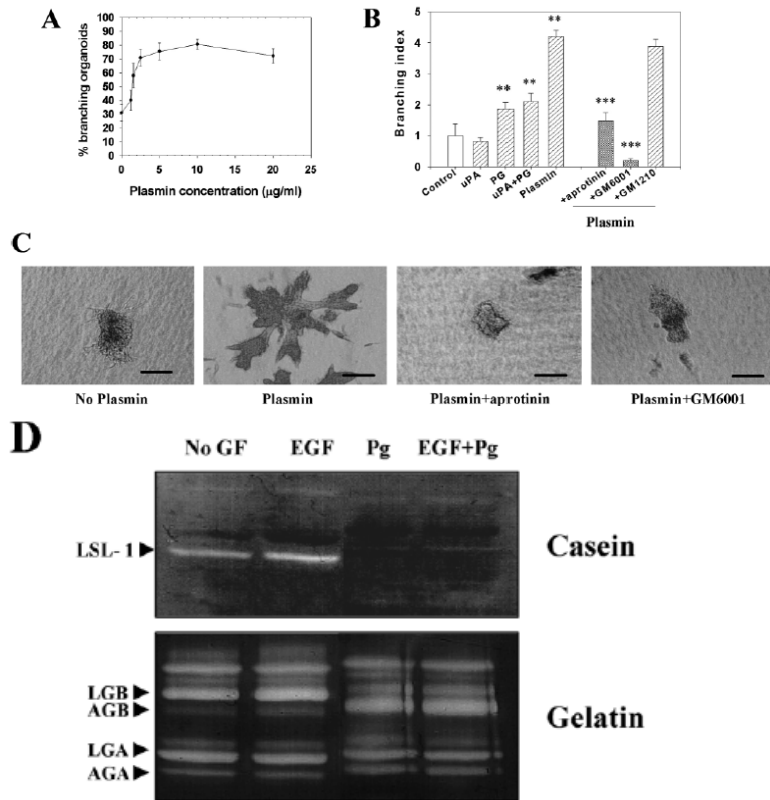 A
% branching organoids
100
90
80
70
60
50
40
30
20
10
0
0 5 10 15 20 25
Plasmin concentration (µg/ml)
B
Branching index
5
4
3
2
1
0
**
**
**
***
***
Control
uPA
PG
uPA+PG
Plasmin
+aprotinin
+GM6001
+GM1210
Plasmin
C
No Plasmin
Plasmin
Plasmin+aprotinin
Plasmin+GM6001
D
No GF EGF Pg EGF+Pg
LSL- 1
Casein
LGB
AGB
LGA
AGA
Gelatin